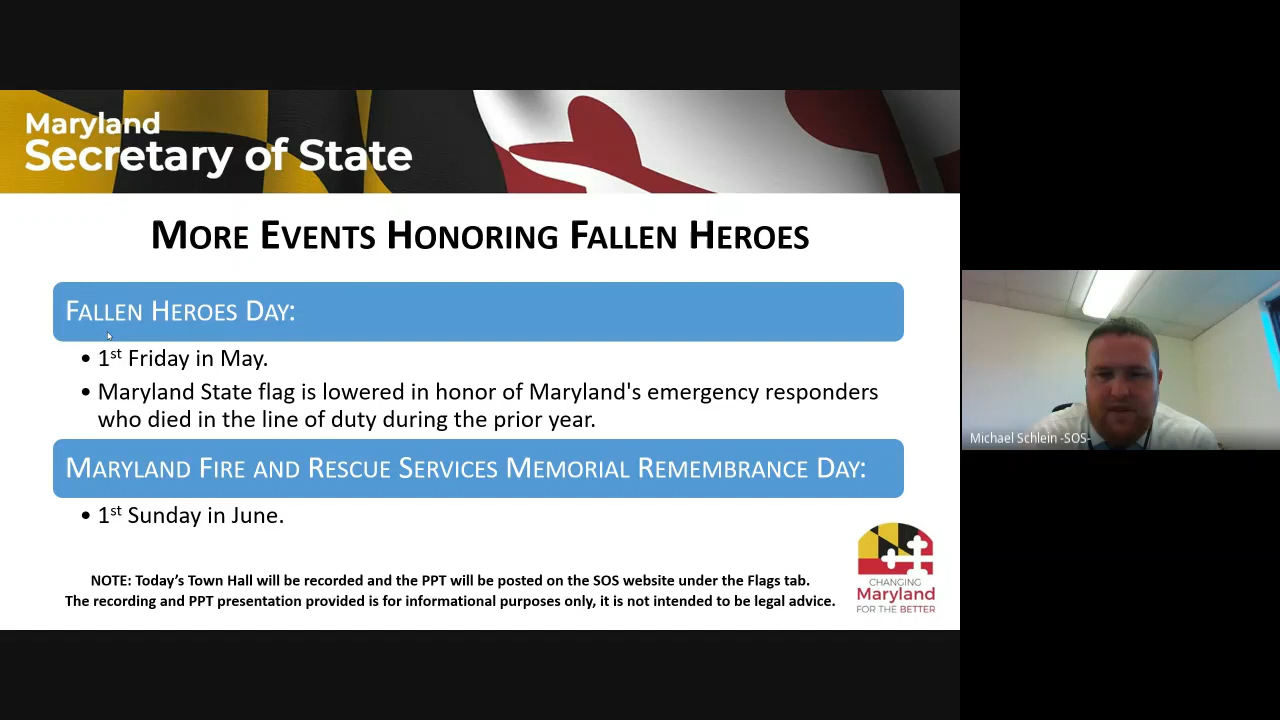 Maryland
Secretary of State
MORE EVENTS HONORING FALLEN HEROES
FALLEN HEROES DAY:
• 1st Friday in May.
• Maryland State flag is lowered in honor of Maryland's emergency responders
who died in the line of duty during the prior year.
MARYLAND FIRE AND RESCUE SERVICES MEMORIAL REMEMBRANCE DAY:
• 1st Sunday in June.
NOTE: Today's Town Hall will be recorded and the PPT will be posted on the SOS website under the Flags tab.
The recording and PPT presentation provided is for informational purposes only, it is not intended to be legal advice.
CHANGING
Maryland
FOR THE BETTER
Michael Schlein -SOS-